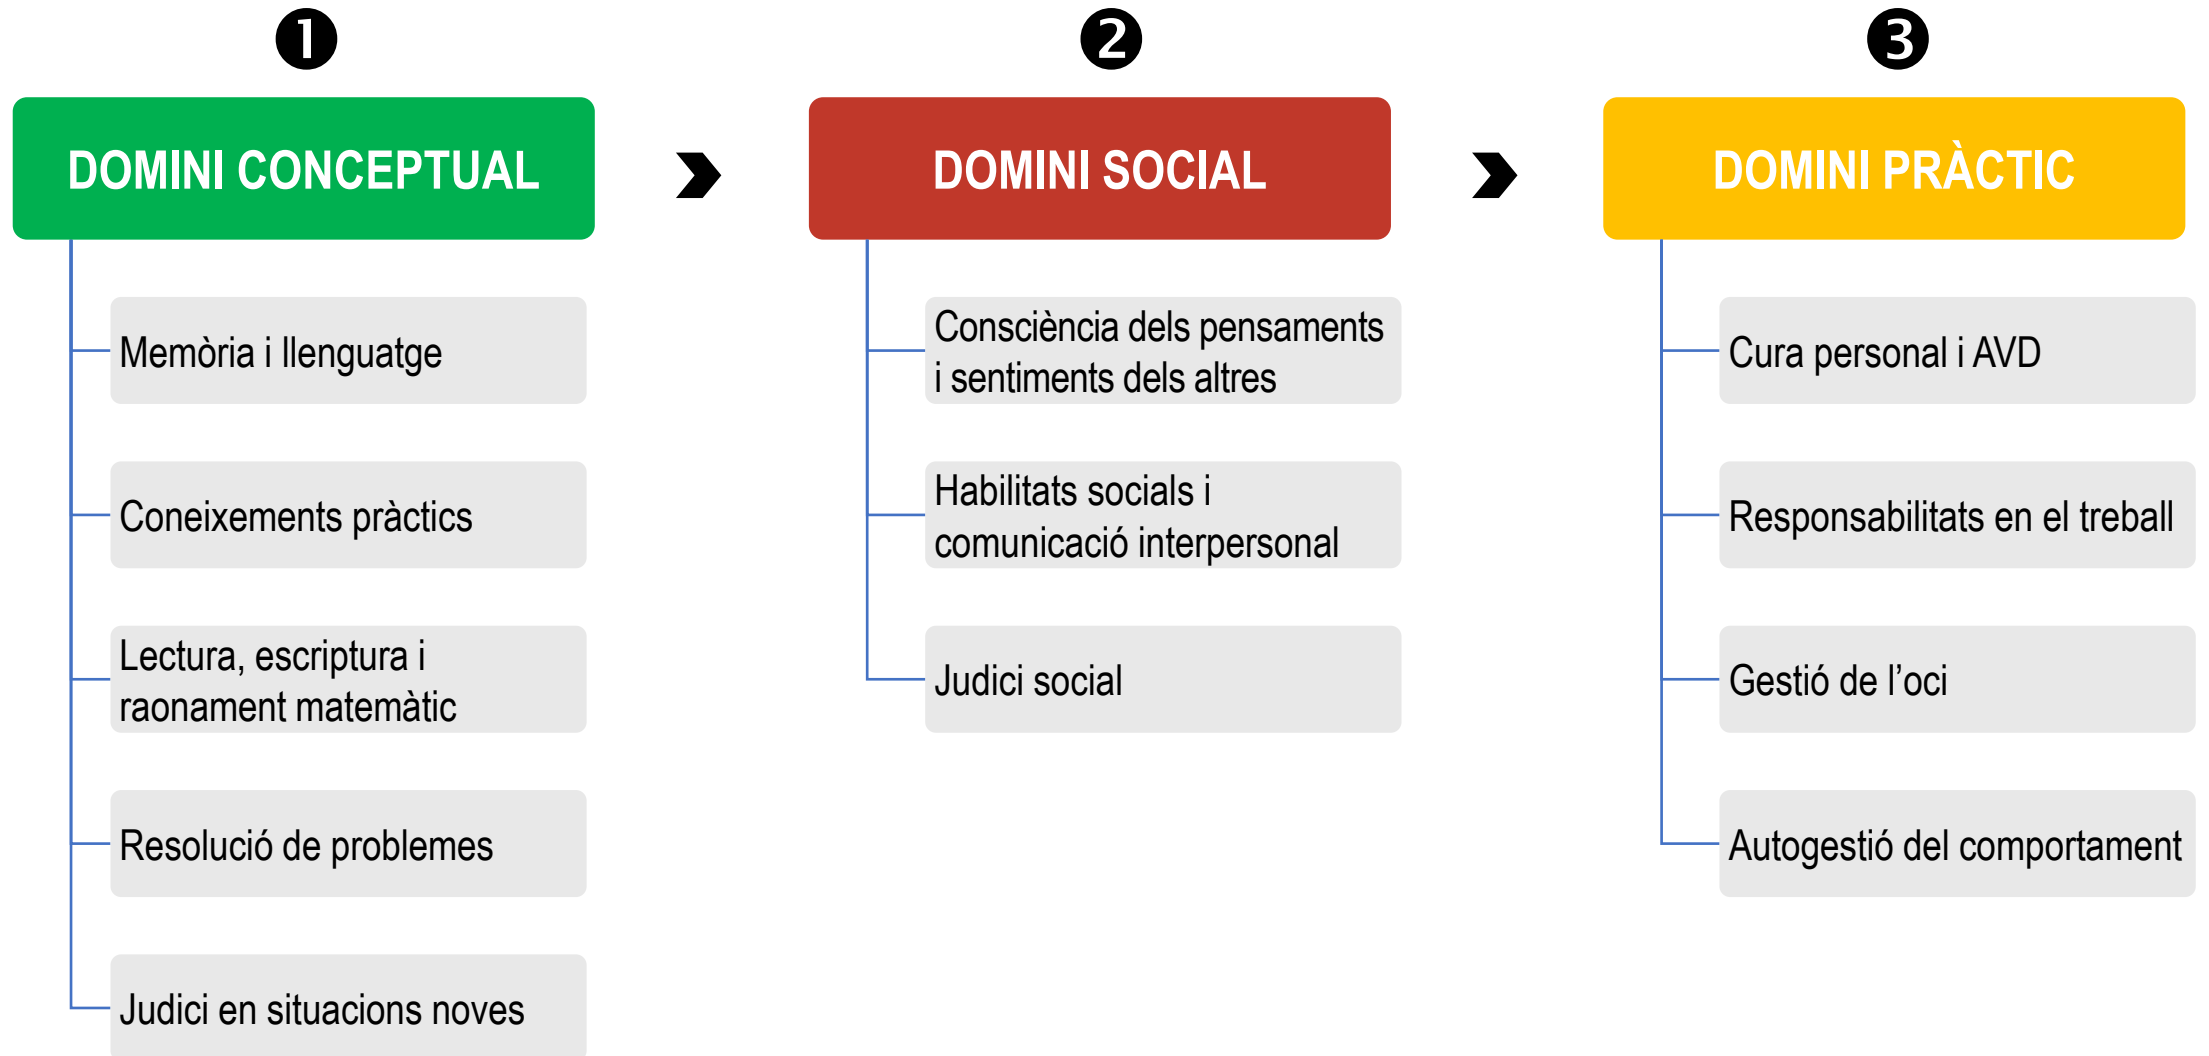 ❶
DOMINI CONCEPTUAL
Memòria i llenguatge
Coneixements pràctics
Lectura, escriptura i
raonament matemàtic
Resolució de problemes
Judici en situacions noves
❷
DOMINI SOCIAL
Consciència dels pensaments
i sentiments dels altres
Habilitats socials i
comunicació interpersonal
Judici social
❸
DOMINI PRÀCTIC
Cura personal i AVD
Responsabilitats en el treball
Gestió de l’oci
Autogestió del comportament